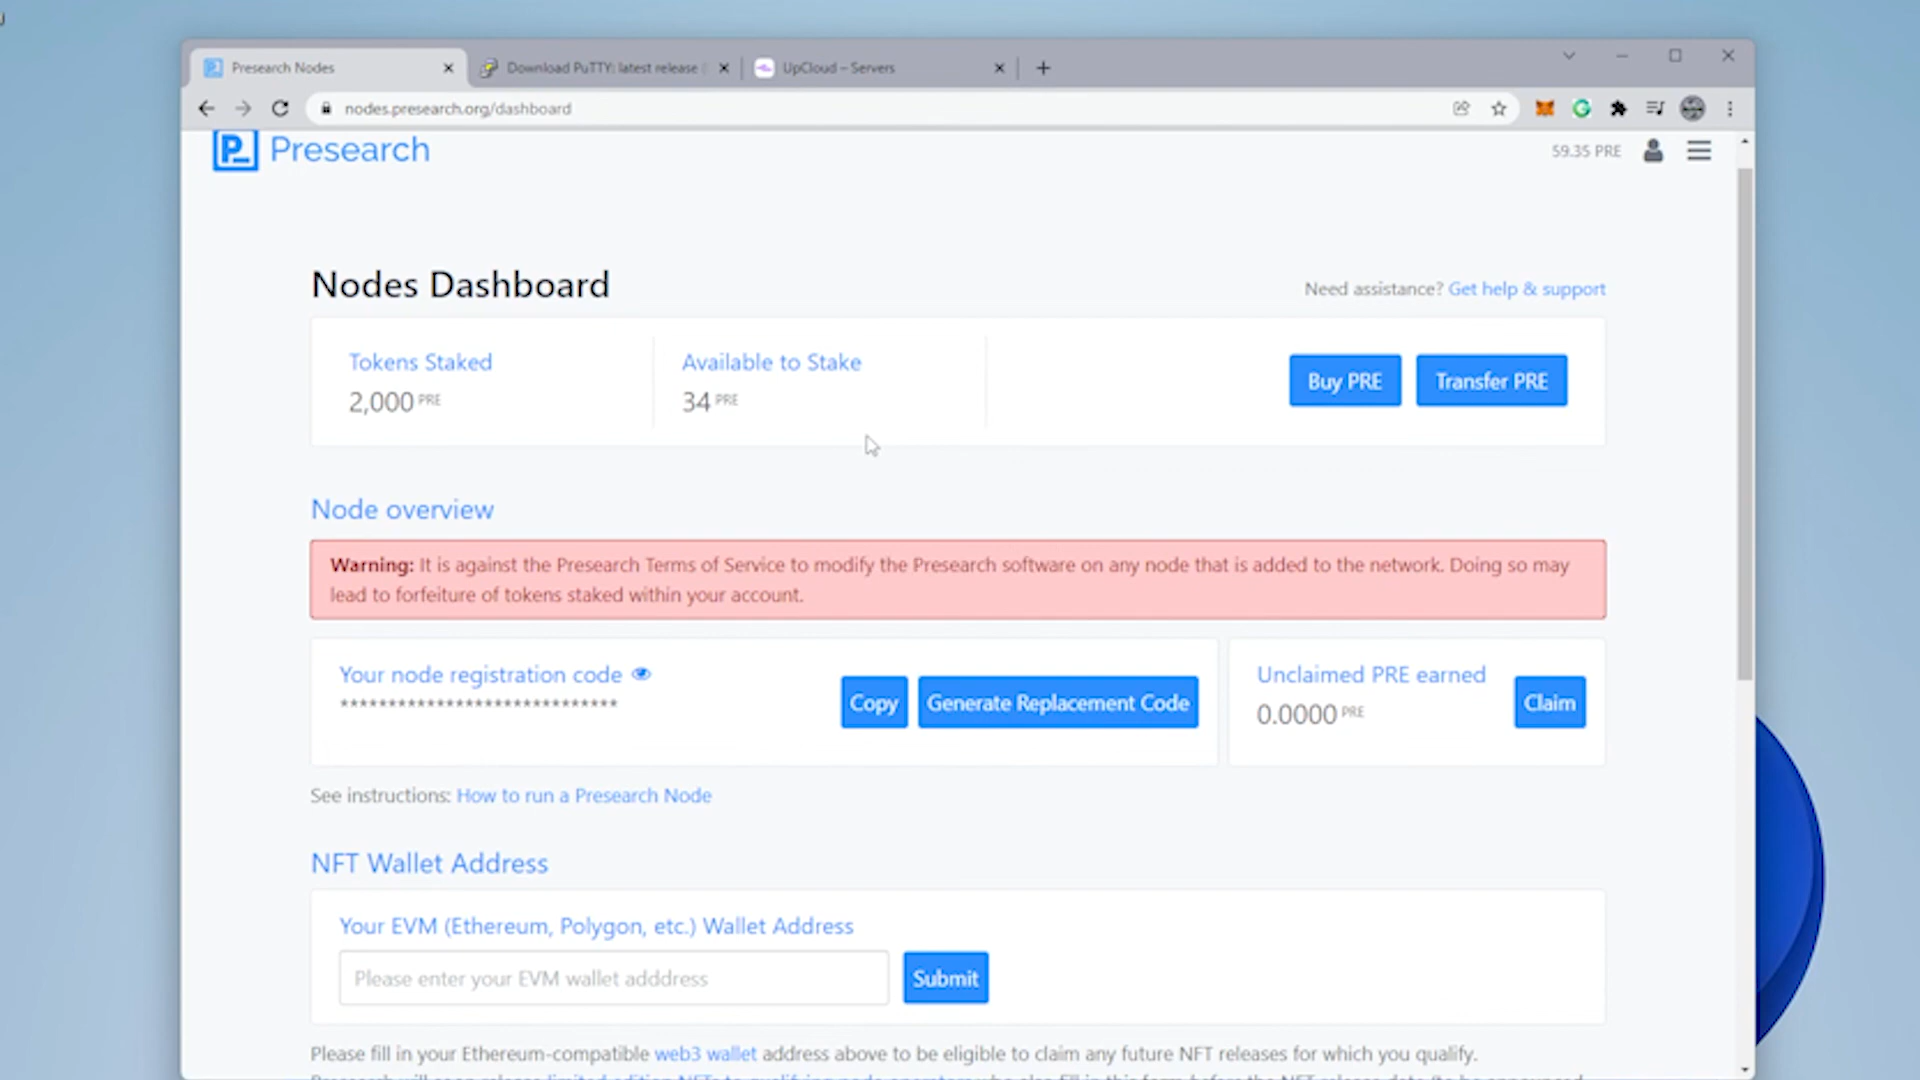 Presearch Nodes
Download PuTTY: latest release
UpCloud – Servers
nodes.presearch.org/dashboard
Presearch
59.35 PRE
Nodes Dashboard
Need assistance? Get help & support
Tokens Staked
2,000 PRE
Available to Stake
34 PRE
Buy PRE
Transfer PRE
Node overview
Warning: It is against the Presearch Terms of Service to modify the Presearch software on any node that is added to the network. Doing so may
lead to forfeiture of tokens staked within your account.
Your node registration code
*****************************
Copy
Generate Replacement Code
Unclaimed PRE earned
0.0000 PRE
Claim
See instructions: How to run a Presearch Node
NFT Wallet Address
Your EVM (Ethereum, Polygon, etc.) Wallet Address
Please enter your EVM wallet adddress
Submit
Please fill in your Ethereum-compatible web3 wallet address above to be eligible to claim any future NFT releases for which you qualify.